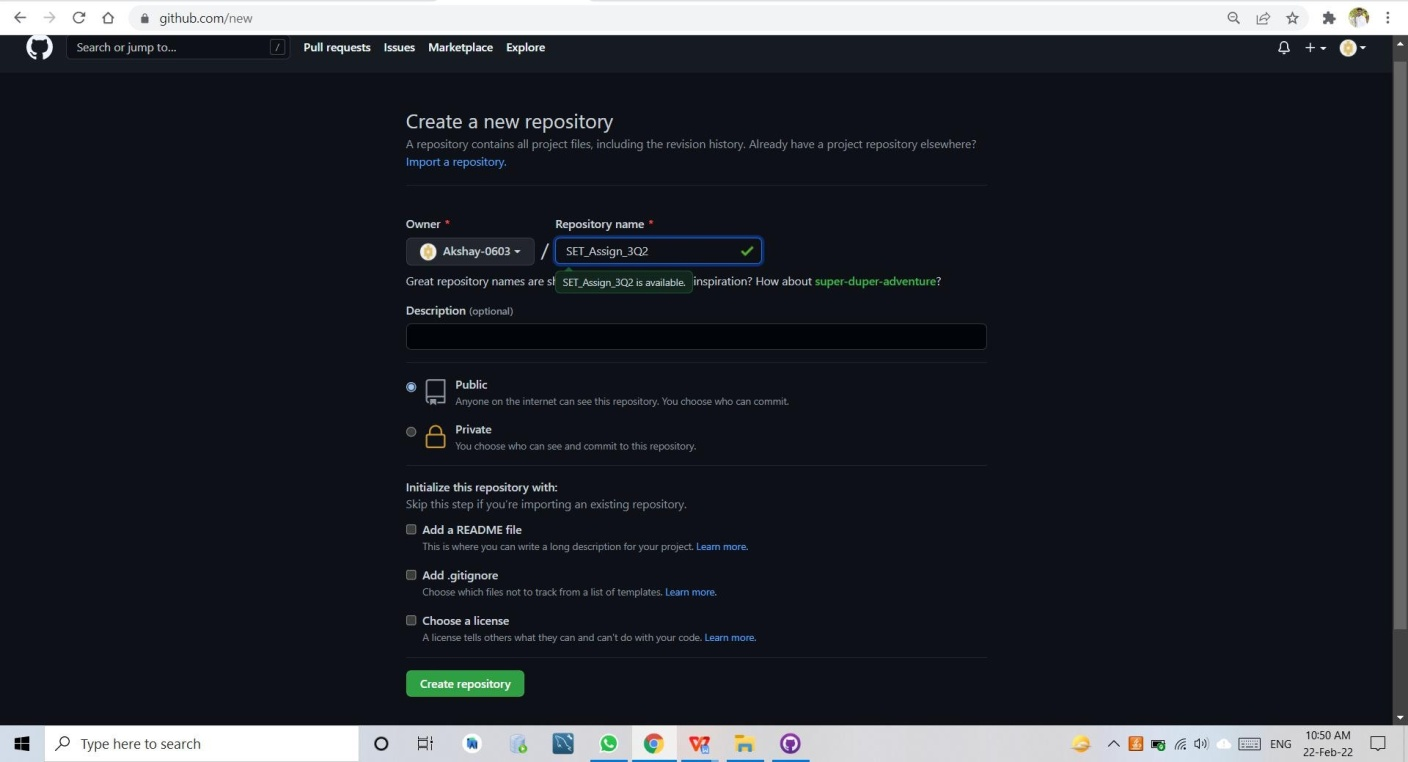 github.com/new
Search or jump to... /
Pull requests Issues Marketplace Explore
Create a new repository
A repository contains all project files, including the revision history. Already have a project repository elsewhere?
Import a repository.
Owner * Repository name *
Akshay-0603 / SET_Assign_3Q2
Great repository names are sh SET_Assign_3Q2 is available. inspiration? How about super-duper-adventure?
Description (optional)
Public
Anyone on the internet can see this repository. You choose who can commit.
Private
You choose who can see and commit to this repository.
Initialize this repository with:
Skip this step if you're importing an existing repository.
Add a README file
This is where you can write a long description for your project. Learn more.
Add .gitignore
Choose which files not to track from a list of templates. Learn more.
Choose a license
A license tells others what they can and can't do with your code. Learn more.
Create repository
Type here to search
ENG
10:50 AM
22-Feb-22